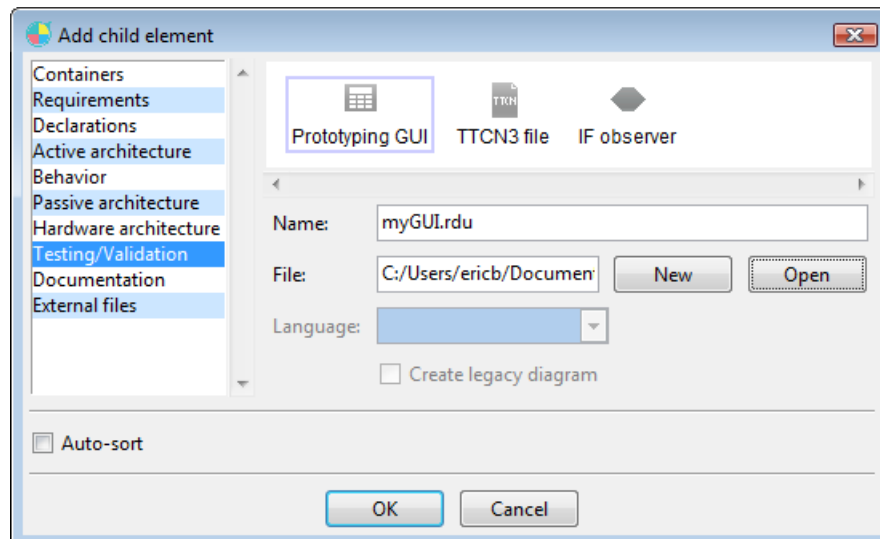 Add child element
Containers
Requirements
Declarations
Active architecture
Behavior
Passive architecture
Hardware architecture
Testing/Validation
Documentation
External files
TTCN
Prototyping GUI TTCN3 file IF observer
Name: myGUI.rdu
File: C:/Users/ericb/Documen New Open
Language:
Create legacy diagram
Auto-sort
OK Cancel